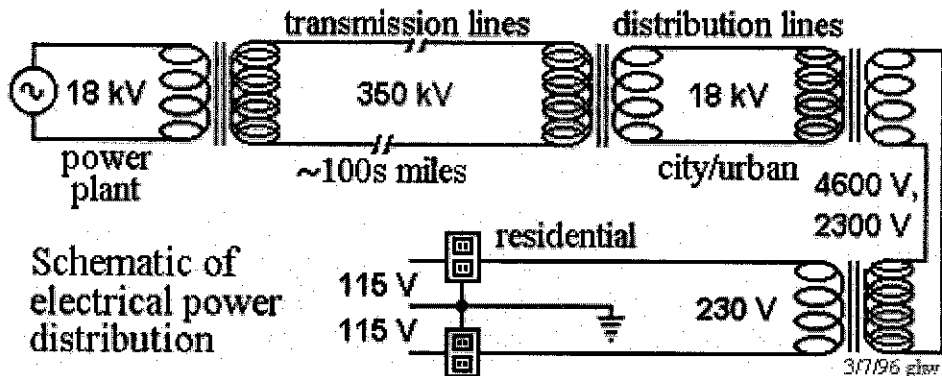 transmission lines
distribution lines
18 kV
350 kV
18 kV
power
plant
~100s miles
city/urban
4600 V,
2300 V
residential
Schematic of
electrical power
distribution
115 V
115 V
230 V
3/7/96